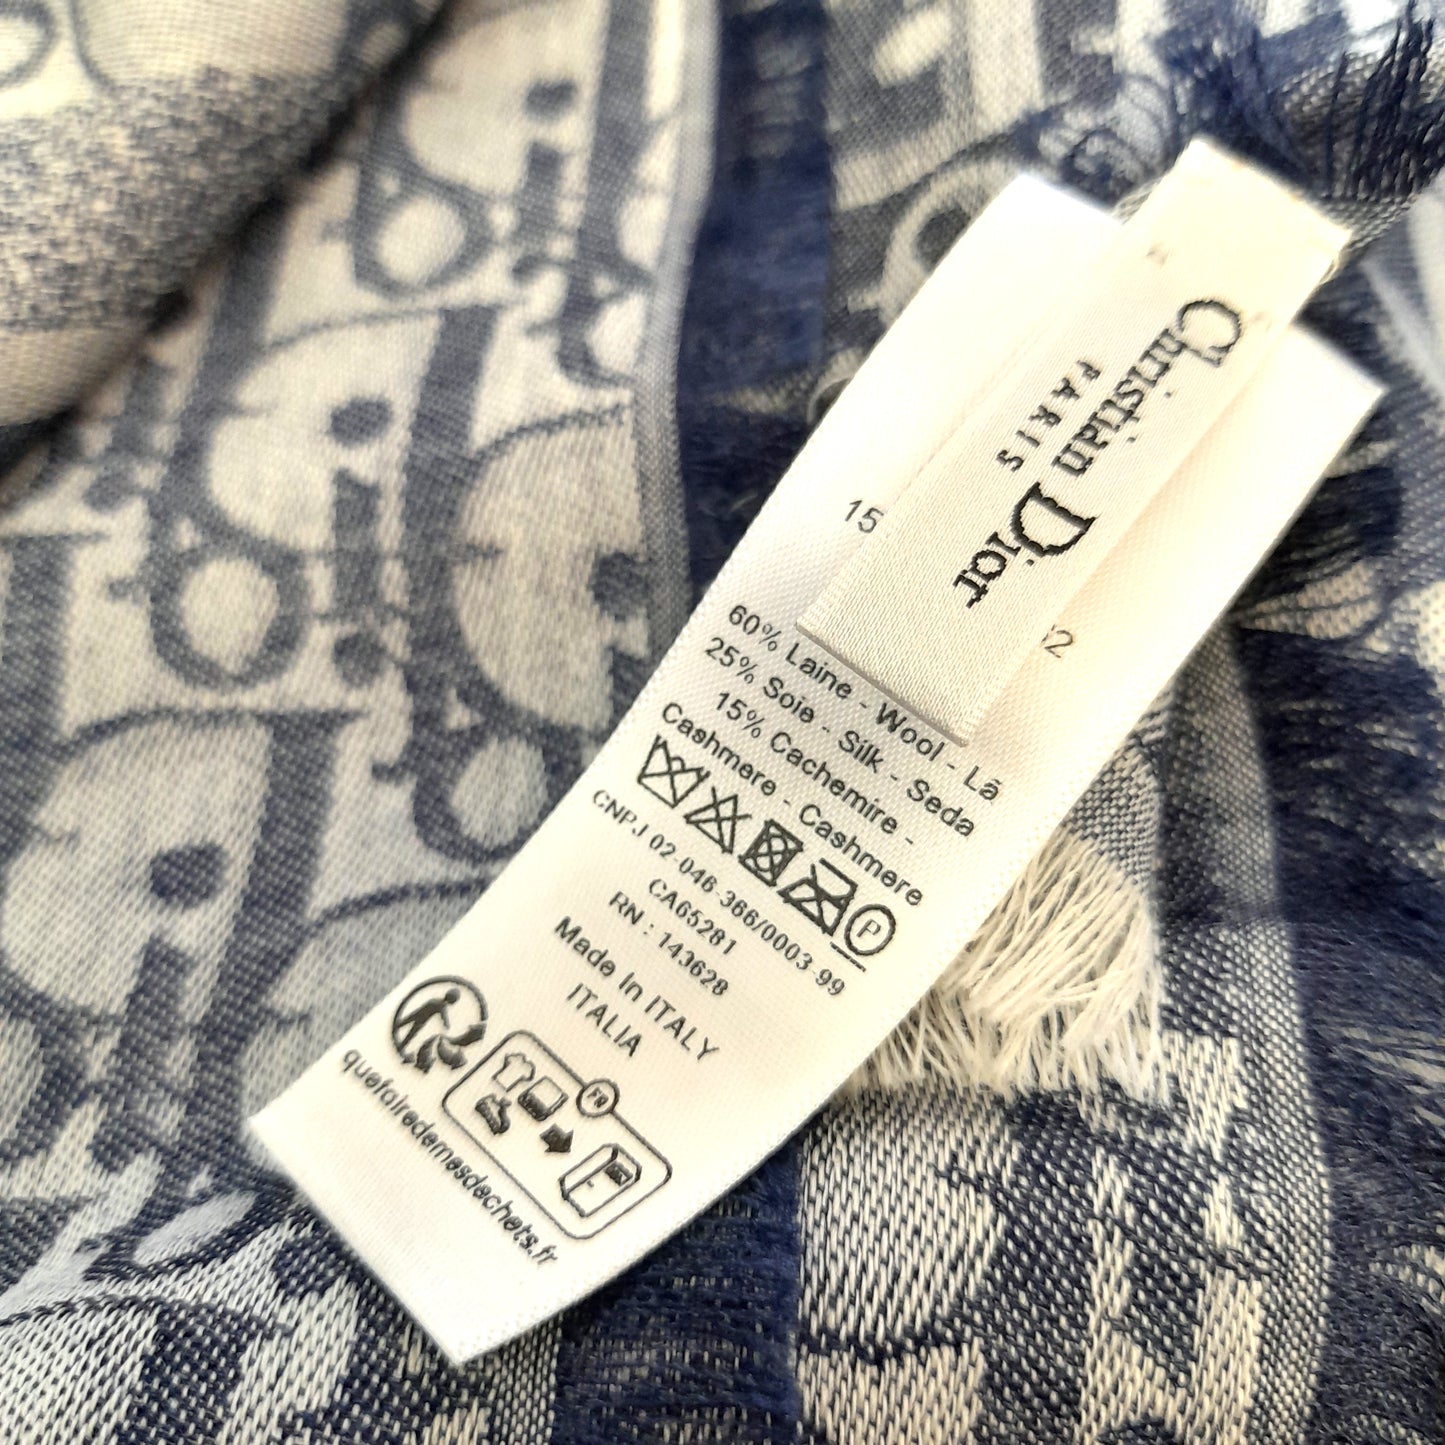 Christian Dior
PARIS
15
2
60% Laine - Wool - Lã
25% Soie - Silk - Seda
15% Cachemire -
Cashmere - Cashmere
P
CNPJ 02-046-366/0003-99
CA65281
RN : 143628
Made In ITALY
ITALIA
FR
quefairedemesdechets.fr